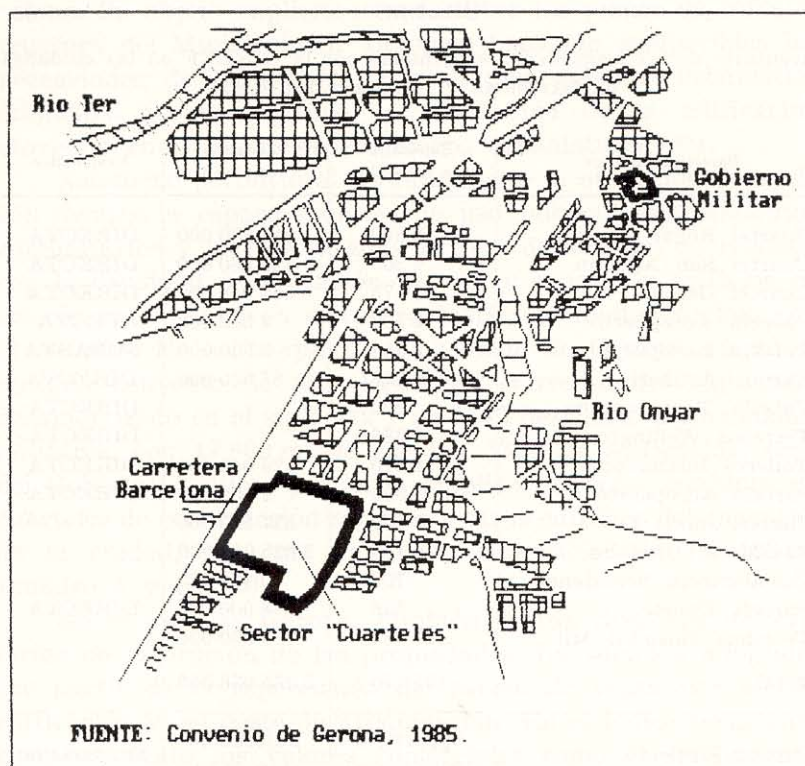 Rio Ter
Gobierno
Militar
Rio Onyar
Carretera
Barcelona
Sector "Cuarteles"
FUENTE: Convenio de Gerona, 1985.